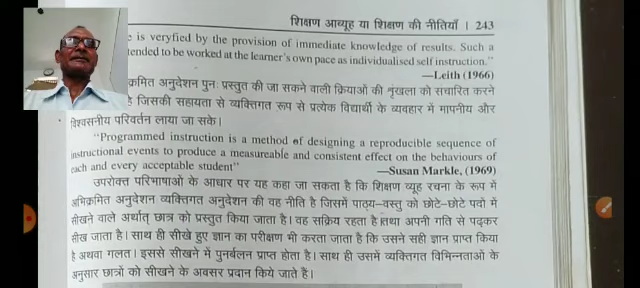 शिक्षण आव्यूह या शिक्षण की नीतियाँ । 243
e is veryfied by the provision of immediate knowledge of results. Such a
tended to be worked at the learner's own pace as individualised self instruction."
—Leith (1966)
क्रमित अनुदेशन पुनः प्रस्तुत की जा सकने वाली क्रियाओं की शृंखला को संचारित करने
है जिसकी सहायता से व्यक्तिगत रूप से प्रत्येक विद्यार्थी के व्यवहार में मापनीय और
विश्वसनीय परिवर्तन लाया जा सके।
"Programmed instruction is a method of designing a reproducible sequence of
instructional events to produce a measureable and consistent effect on the behaviours of
each and every acceptable student" —Susan Markle, (1969)
उपरोक्त परिभाषाओं के आधार पर यह कहा जा सकता है कि शिक्षण व्यूह रचना के रूप में
अभिक्रमित अनुदेशन व्यक्तिगत अनुदेशन की वह नीति है जिसमें पाठ्य-वस्तु को छोटे-छोटे पदों में
सीखने वाले अर्थात् छात्र को प्रस्तुत किया जाता है। वह सक्रिय रहता है तथा अपनी गति से पढ़कर
सीख जाता है। साथ ही सीखे हुए ज्ञान का परीक्षण भी करता जाता है कि उसने सही ज्ञान प्राप्त किया
है अथवा गलत। इससे सीखने में पुनर्बलन प्राप्त होता है। साथ ही उसमें व्यक्तिगत विभिन्नताओं के
अनुसार छात्रों को सीखने के अवसर प्रदान किये जाते हैं।